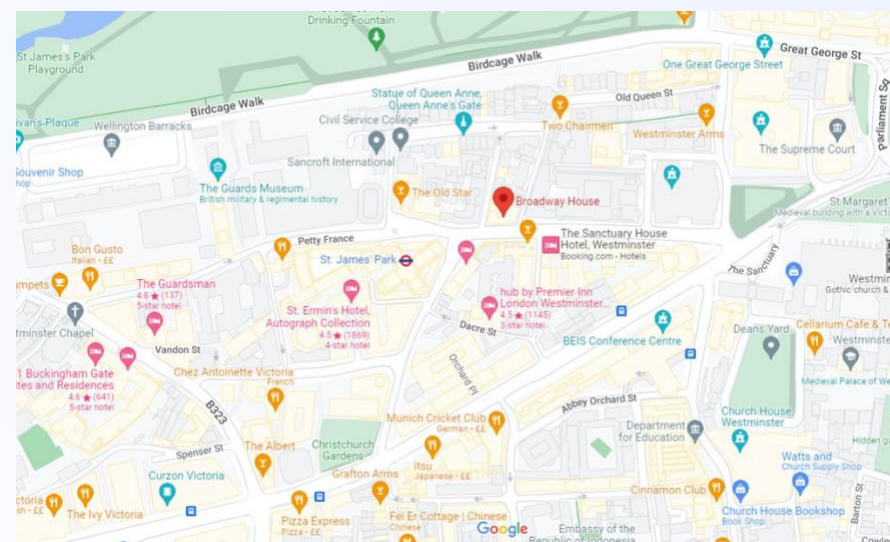 Drinking Fountain
St James's Park
Playground
Birdcage Walk
Great George St
One Great George Street
Parliament Sq
Birdcage Walk
Statue of Queen Anne,
Queen Anne's Gate
Old Queen St
Wellington Barracks
Civil Service College
Two Chairmen
Westminster Arms
The Supreme Court
Sancroft International
Souvenir Shop
The Guards Museum
British military & regimental history
The Old Star
Broadway House
St Margaret
Petty France
The Sanctuary House
Hotel, Westminster
Booking.com - Hotels
St. James' Park
The Sanctuary
Bon Gusto
Italian • ££
The Guardsman
4.8 ★ (137)
5-star hotel
St. Ermin's Hotel,
Autograph Collection
4.5 ★ (1869)
4-star hotel
hub by Premier Inn
London Westminster...
4.5 ★ (1145)
3-star hotel
Gothic church &
Dacre St
BEIS Conference Centre
Deans Yard
Cellarium Cafe & Te
Vandon St
Medieval Palace of We
1 Buckingham Gate
4.6 ★ (641)
5-star hotel
Chez Antoinette Victoria
French
Orchard Pl
B323
Abbey Orchard St
Munich Cricket Club
German • ££
Church House
Westminster
Department
for Education
Spenser St
The Albert
Christchurch
Gardens
Itsu
Japanese • ££
Watts and
Church Supply Shop
Curzon Victoria
Grafton Arms
Cinnamon Club
Barton St
The Ivy Victoria
Pizza Express
Pizza • ££
Fei Er Cottage | Chinese
Chinese
Google
Embassy of the
Republic of Indonesia
Church House Bookshop
Book Shop